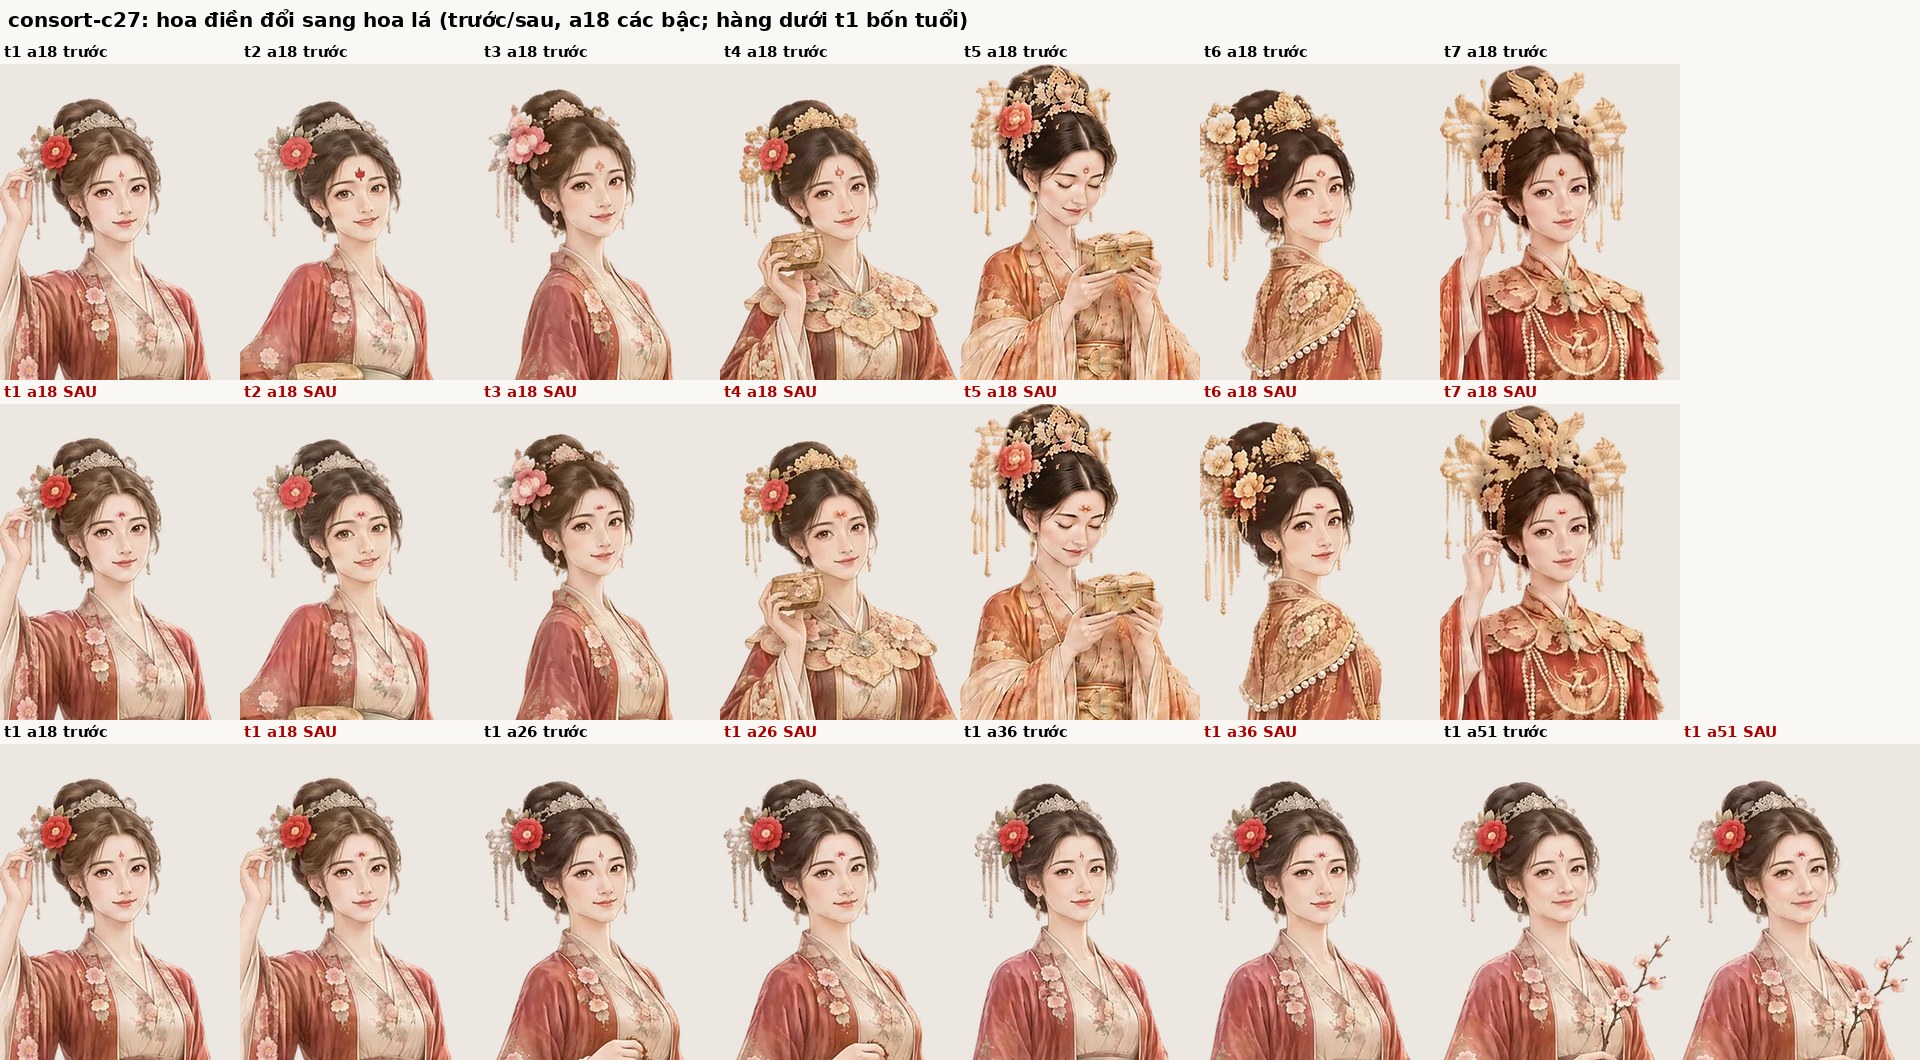 consort-c27: hoa điền đổi sang hoa lá (trước/sau, a18 các bậc; hàng dưới t1 bốn tuổi)
t1 a18 trước
t2 a18 trước
t3 a18 trước
t4 a18 trước
t5 a18 trước
t6 a18 trước
t7 a18 trước
t1 a18 SAU
t2 a18 SAU
t3 a18 SAU
t4 a18 SAU
t5 a18 SAU
t6 a18 SAU
t7 a18 SAU
t1 a18 trước
t1 a18 SAU
t1 a26 trước
t1 a26 SAU
t1 a36 trước
t1 a36 SAU
t1 a51 trước
t1 a51 SAU